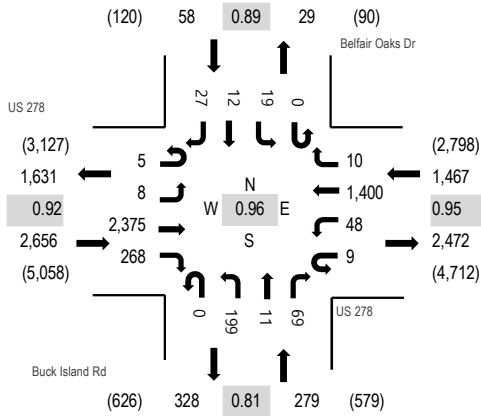 (120) 58 0.89 29 (90)
Belfair Oaks Dr
US 278
27 12 19 0
(3,127) (2,798)
5 10
1,631 1,467
8 N 1,400
0.92 W 0.96 E 0.95
2,375 48
2,656 S 2,472
268 9
(5,058) (4,712)
0 199 11 69
US 278
Buck Island Rd
(626) 328 0.81 279 (579)